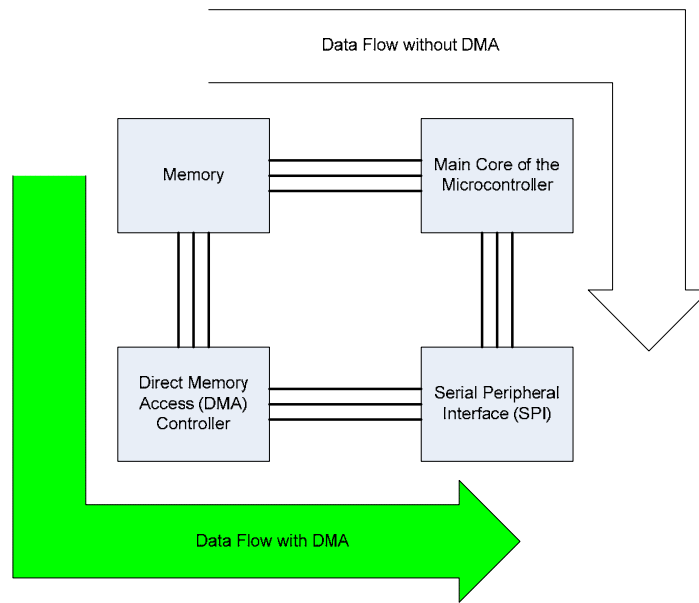 Data Flow without DMA
Memory
Main Core of the
Microcontroller
Direct Memory
Access (DMA)
Controller
Serial Peripheral
Interface (SPI)
Data Flow with DMA